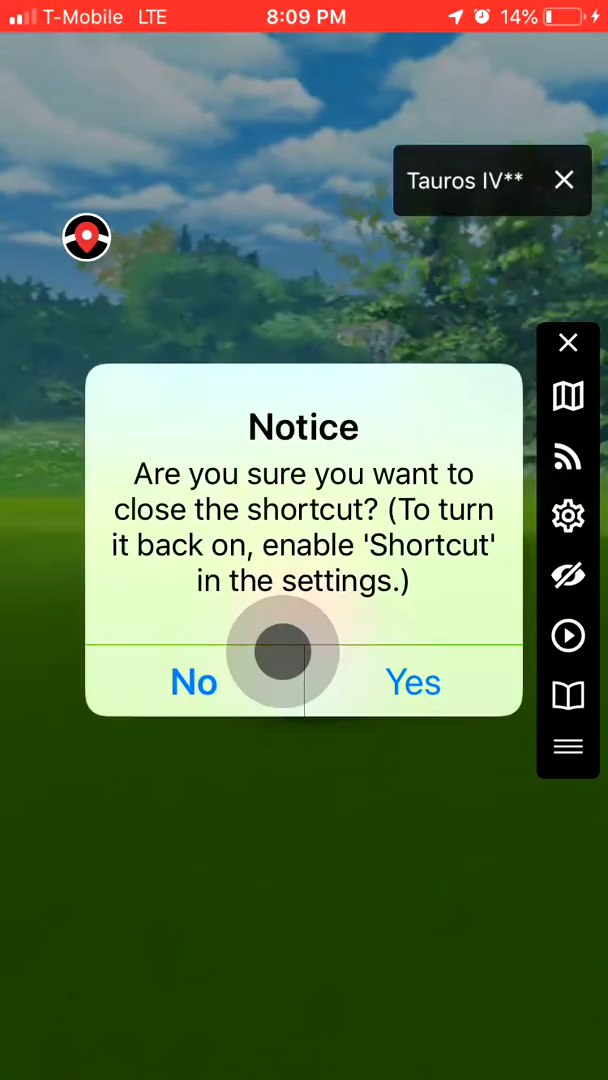 T-Mobile LTE 8:09 PM 14%
Tauros IV**
Notice
Are you sure you want to
close the shortcut? (To turn
it back on, enable 'Shortcut'
in the settings.)
No Yes